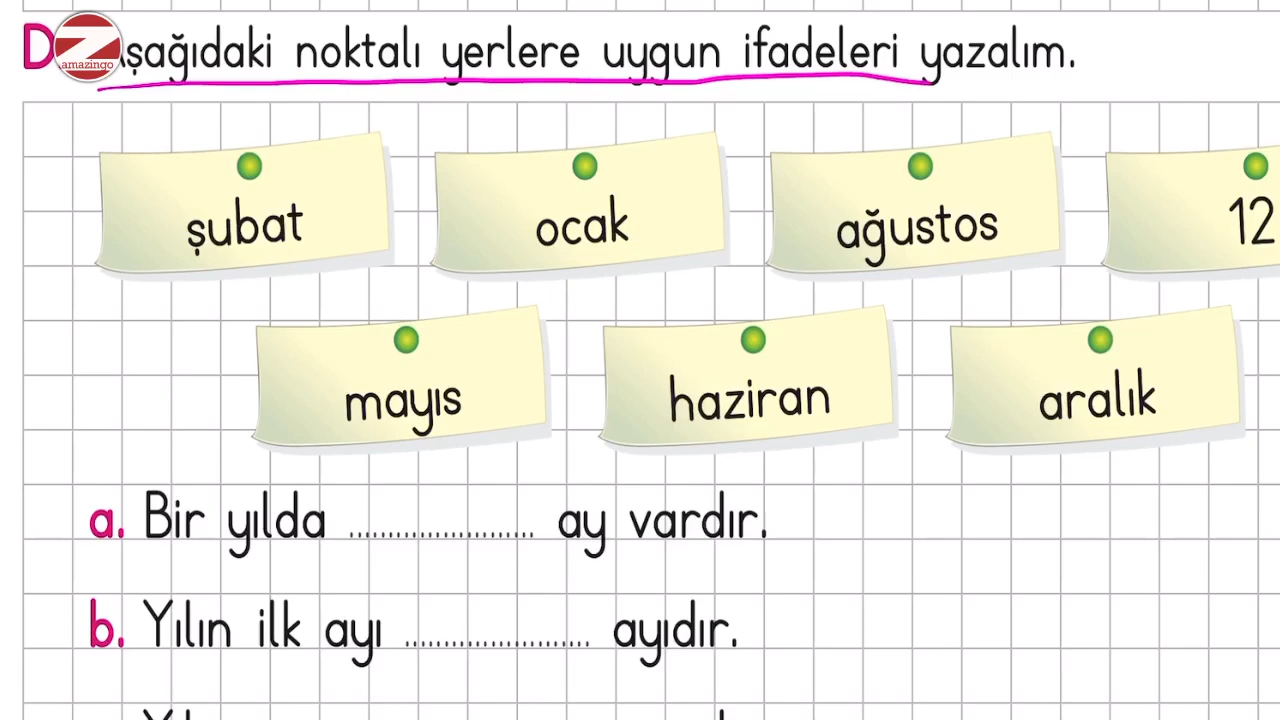 D aşağıdaki noktalı yerlere uygun ifadeleri yazalım.
Z
amazingo
şubat ocak ağustos 12
mayıs haziran aralık
a. Bir yılda ....................... ay vardır.
b. Yılın ilk ayı ....................... ayıdır.